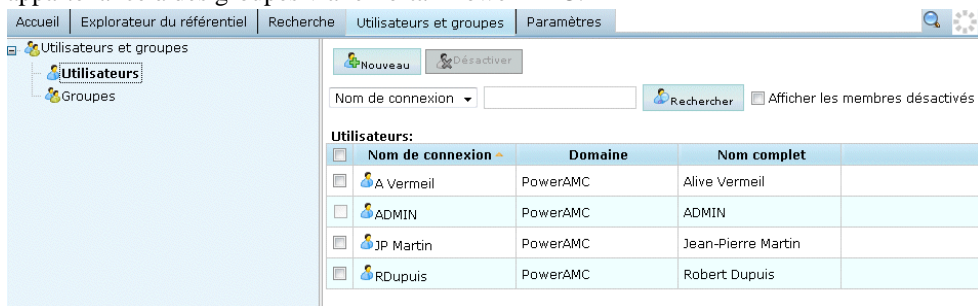 Accueil Explorateur du référentiel Recherche Utilisateurs et groupes Paramètres
Utilisateurs et groupes
Utilisateurs
Groupes
Nouveau Désactiver
Nom de connexion Rechercher Afficher les membres désactivés
Utilisateurs:
Nom de connexion Domaine Nom complet
A Vermeil PowerAMC Alive Vermeil
ADMIN PowerAMC ADMIN
JP Martin PowerAMC Jean-Pierre Martin
RDupuis PowerAMC Robert Dupuis